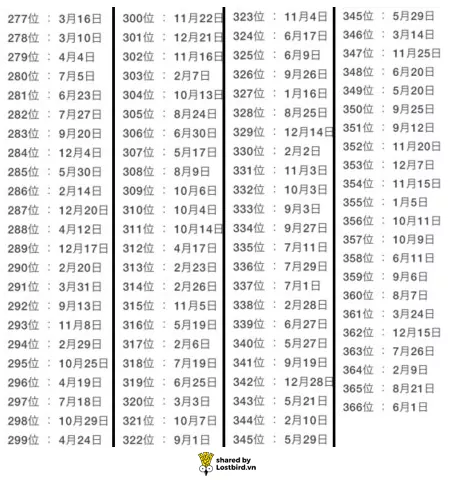 277位 : 3月16日
278位 : 3月10日
279位 : 4月4日
280位 : 7月5日
281位 : 6月23日
282位 : 7月27日
283位 : 9月20日
284位 : 12月4日
285位 : 5月30日
286位 : 2月14日
287位 : 12月20日
288位 : 4月12日
289位 : 12月17日
290位 : 2月20日
291位 : 3月31日
292位 : 9月13日
293位 : 11月8日
294位 : 2月29日
295位 : 10月25日
296位 : 4月19日
297位 : 7月18日
298位 : 10月29日
299位 : 4月24日
300位 : 11月22日
301位 : 12月21日
302位 : 11月16日
303位 : 2月7日
304位 : 10月13日
305位 : 8月24日
306位 : 6月30日
307位 : 5月17日
308位 : 8月9日
309位 : 10月6日
310位 : 10月4日
311位 : 10月14日
312位 : 4月17日
313位 : 2月23日
314位 : 2月26日
315位 : 11月5日
316位 : 5月19日
317位 : 2月6日
318位 : 7月19日
319位 : 6月25日
320位 : 3月3日
321位 : 10月7日
322位 : 9月1日
323位 : 11月4日
324位 : 6月17日
325位 : 6月9日
326位 : 9月26日
327位 : 1月16日
328位 : 8月25日
329位 : 12月14日
330位 : 2月2日
331位 : 11月3日
332位 : 10月3日
333位 : 9月3日
334位 : 9月27日
335位 : 7月11日
336位 : 7月29日
337位 : 7月1日
338位 : 2月28日
339位 : 6月27日
340位 : 5月27日
341位 : 9月19日
342位 : 12月28日
343位 : 5月21日
344位 : 2月10日
345位 : 5月29日
345位 : 5月29日
346位 : 3月14日
347位 : 11月25日
348位 : 6月20日
349位 : 5月20日
350位 : 9月25日
351位 : 9月12日
352位 : 11月20日
353位 : 12月7日
354位 : 11月15日
355位 : 1月5日
356位 : 10月11日
357位 : 10月9日
358位 : 6月11日
359位 : 9月6日
360位 : 8月7日
361位 : 3月24日
362位 : 12月15日
363位 : 7月26日
364位 : 2月9日
365位 : 8月21日
366位 : 6月1日
shared by
Lostbird.vn